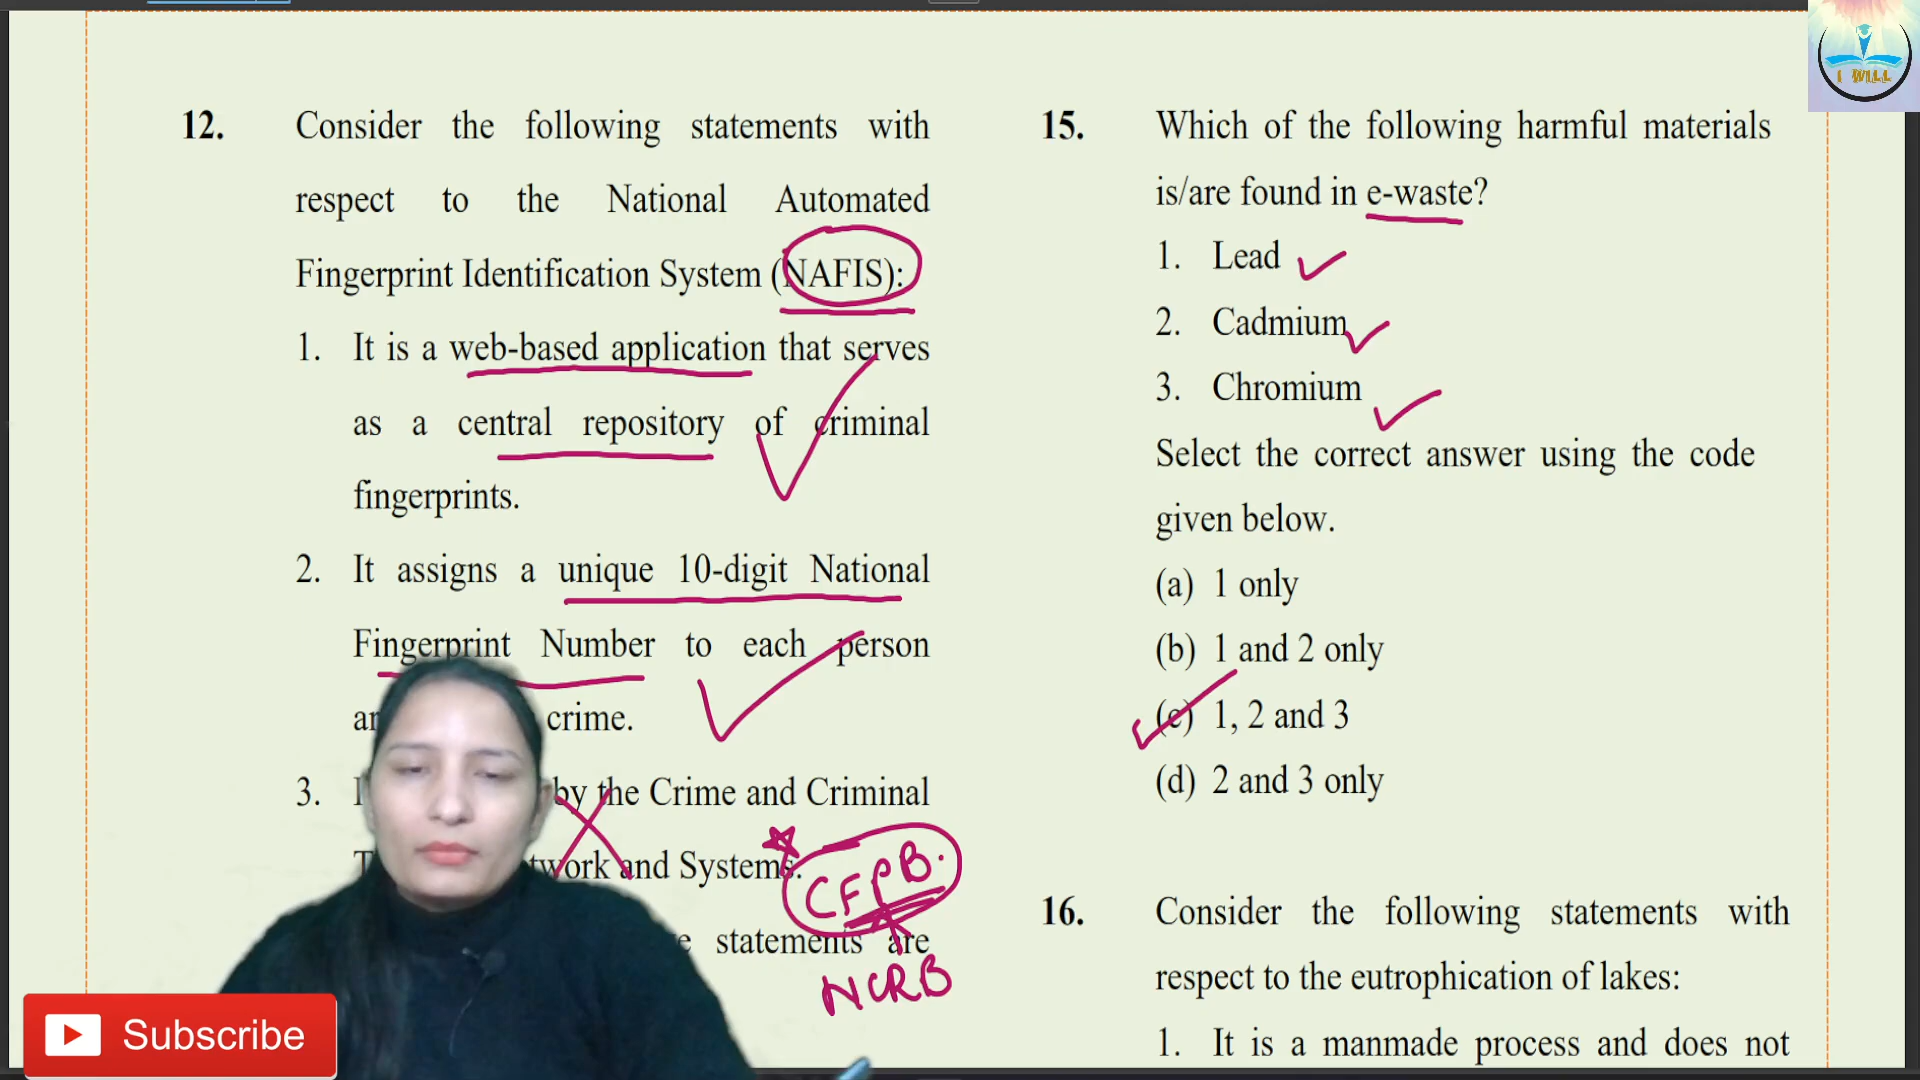 12. Consider the following statements with
respect to the National Automated
Fingerprint Identification System (NAFIS):
1. It is a web-based application that serves
as a central repository of criminal
fingerprints.
2. It assigns a unique 10-digit National
Fingerprint Number to each person
crime.
3. by the Crime and Criminal
and Systems.
CFPB.
statements are
NCRB
Subscribe
15. Which of the following harmful materials
is/are found in e-waste?
1. Lead
2. Cadmium
3. Chromium
Select the correct answer using the code
given below.
(a) 1 only
(b) 1 and 2 only
(c) 1, 2 and 3
(d) 2 and 3 only
16. Consider the following statements with
respect to the eutrophication of lakes:
1. It is a manmade process and does not
I WILL